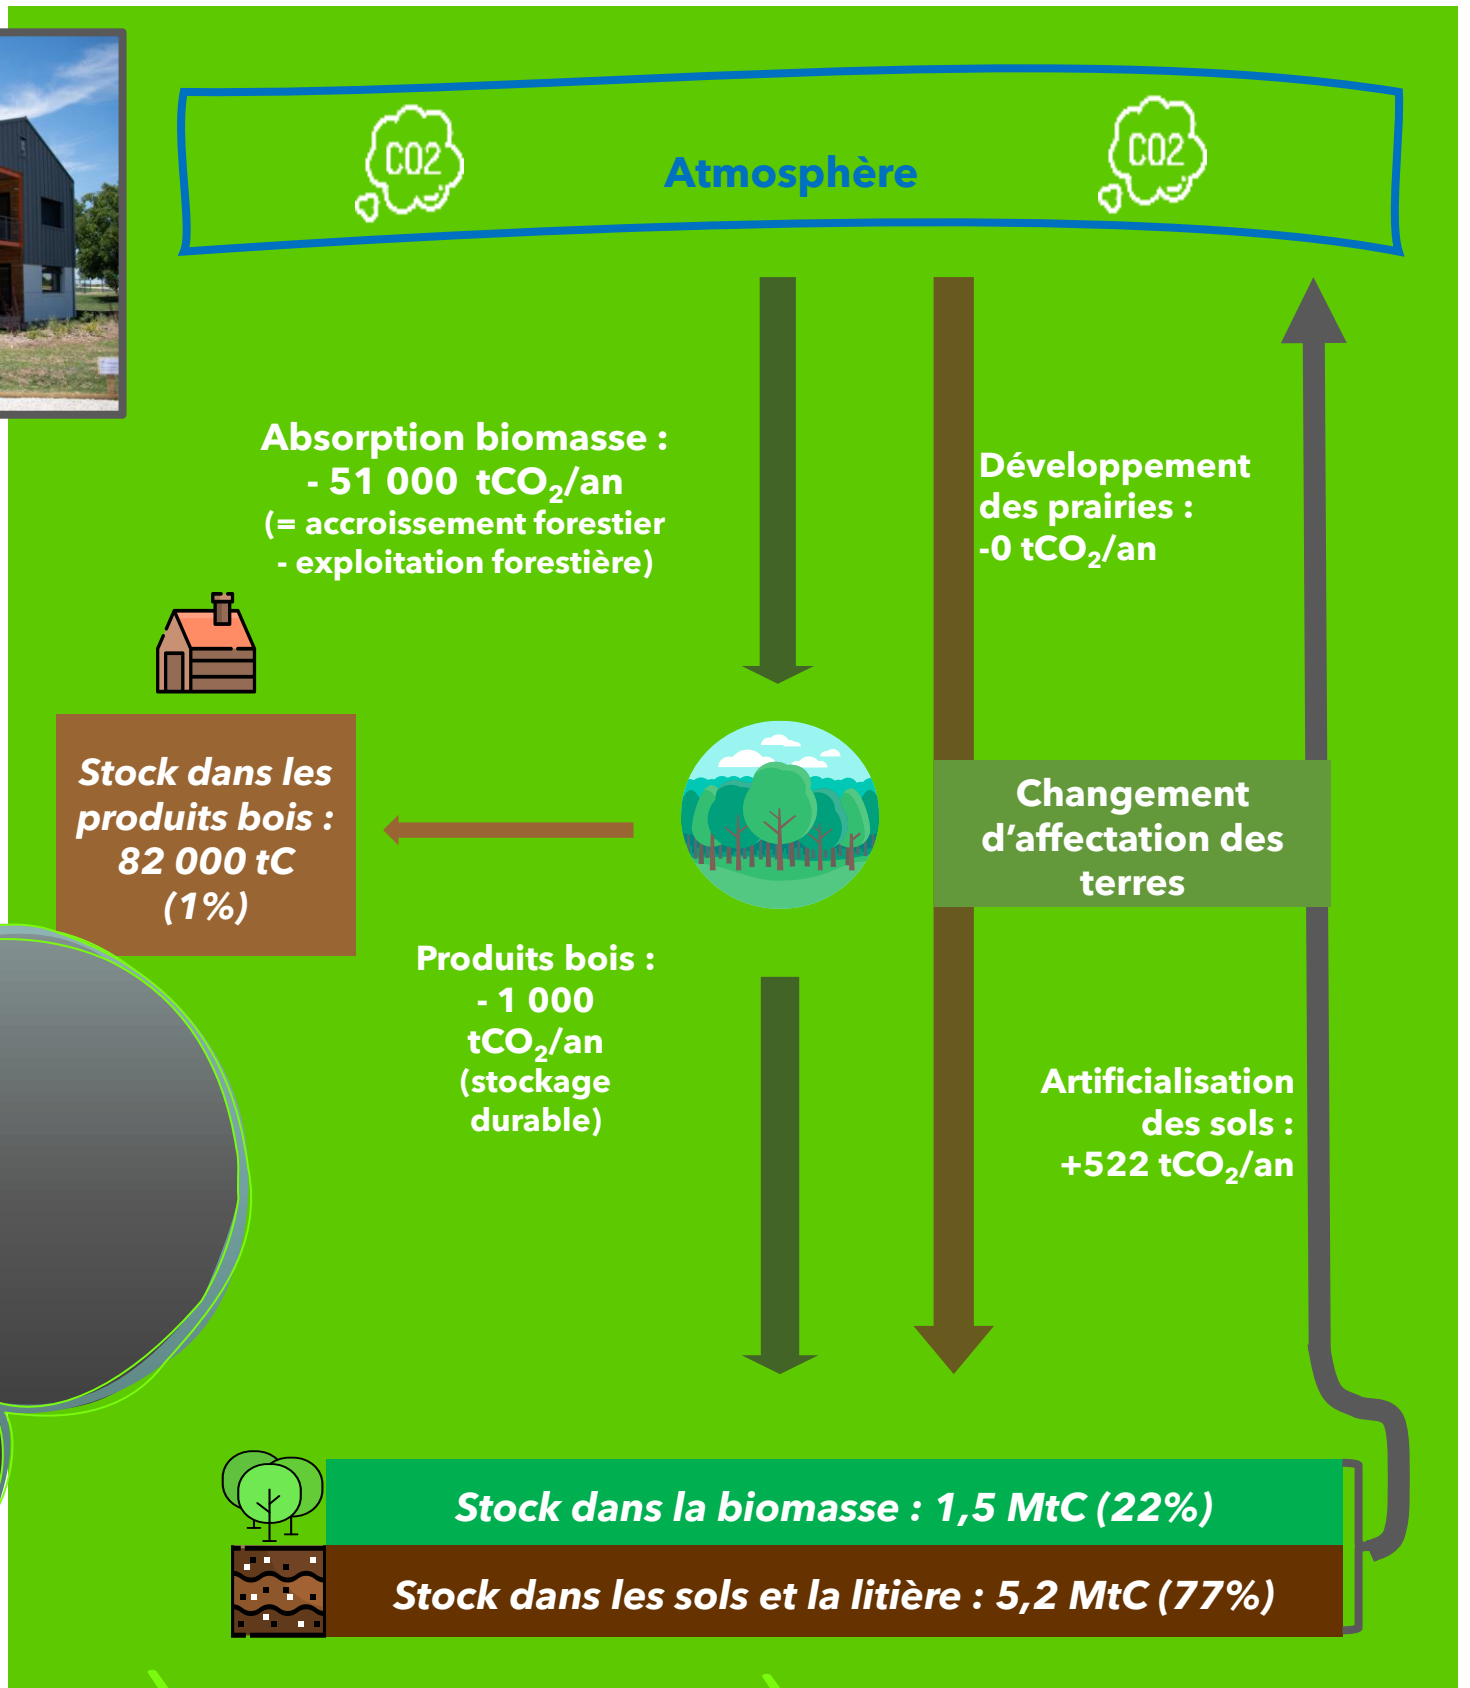 CO2
Atmosphère
CO2
Absorption biomasse :
- 51 000 tCO₂/an
(= accroissement forestier
- exploitation forestière)
Développement
des prairies :
-0 tCO₂/an
Stock dans les
produits bois :
82 000 tC
(1%)
Changement
d’affectation des
terres
Produits bois :
- 1 000
tCO₂/an
(stockage
durable)
Artificialisation
des sols :
+522 tCO₂/an
Stock dans la biomasse : 1,5 MtC (22%)
Stock dans les sols et la litière : 5,2 MtC (77%)